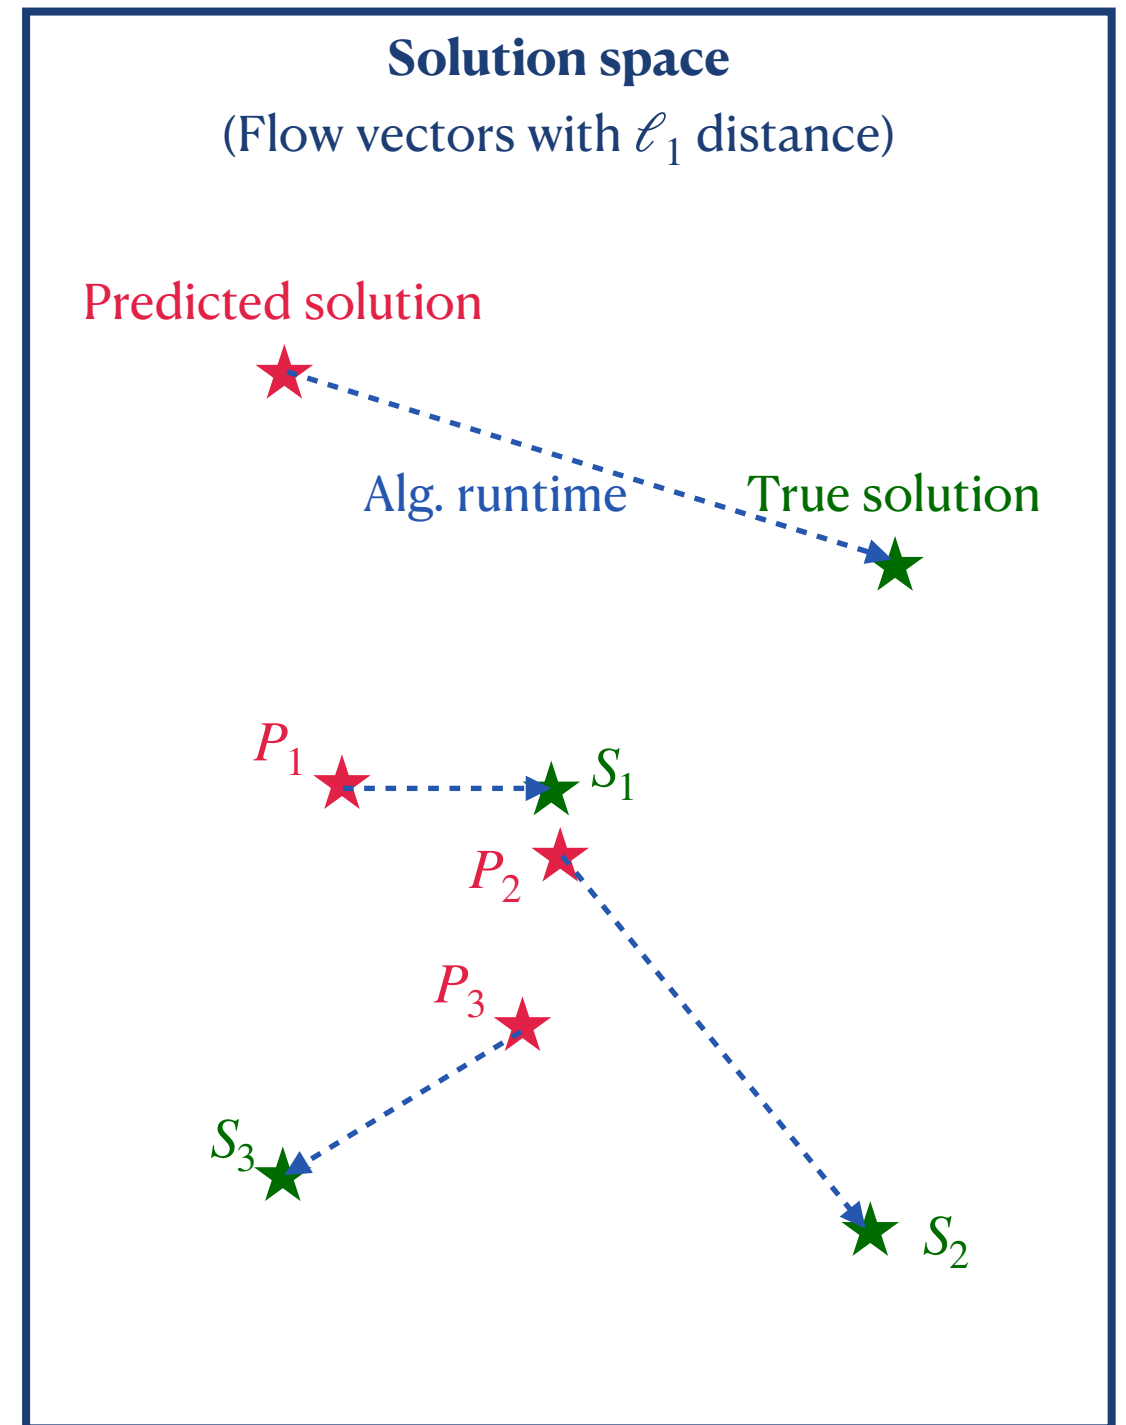 Solution space
(Flow vectors with ℓ₁ distance)
Predicted solution
Alg. runtime
True solution
P₁
S₁
P₂
P₃
S₃
S₂